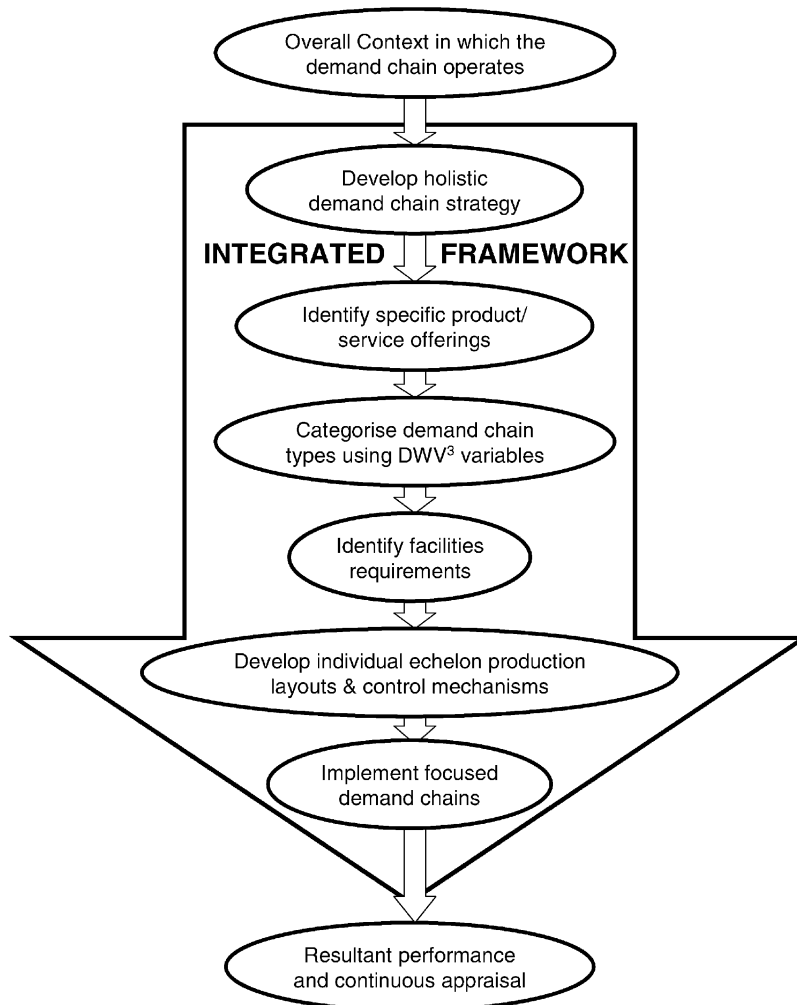 Overall Context in which the
demand chain operates
Develop holistic
demand chain strategy
INTEGRATED FRAMEWORK
Identify specific product/
service offerings
Categorise demand chain
types using DWV³ variables
Identify facilities
requirements
Develop individual echelon production
layouts & control mechanisms
Implement focused
demand chains
Resultant performance
and continuous appraisal